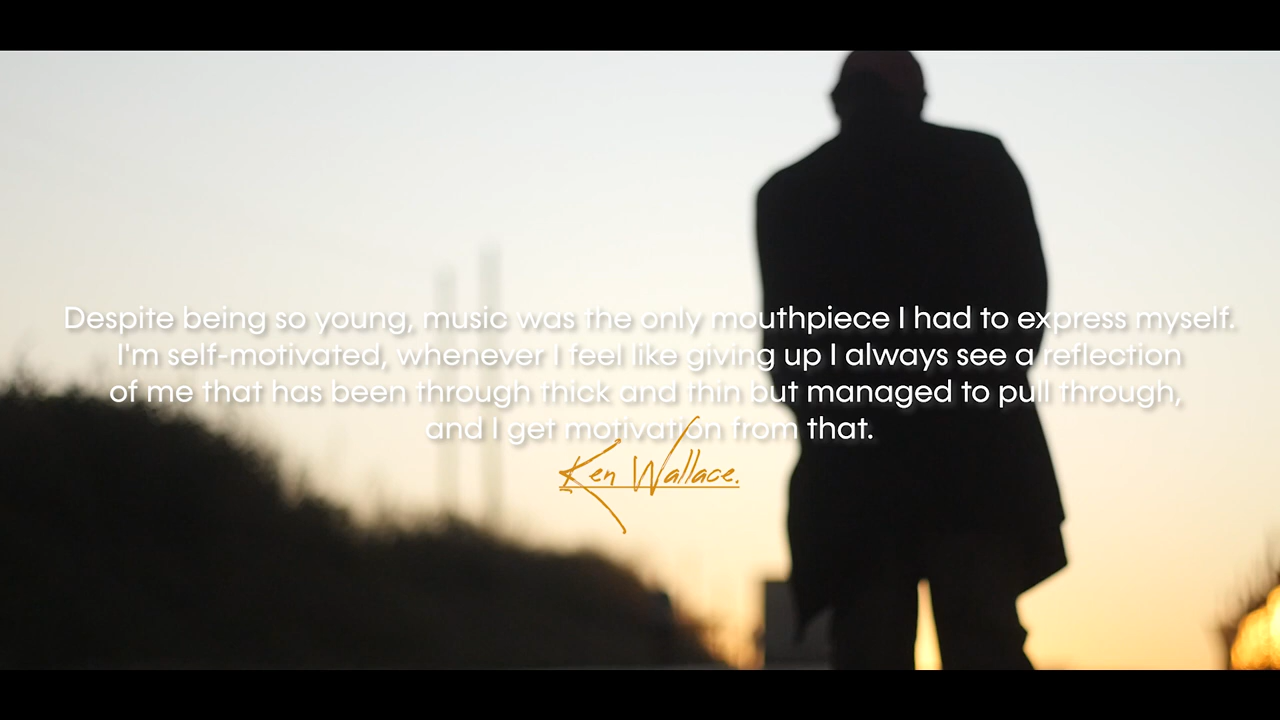 Despite being so young, music was the only mouthpiece I had to express myself.
I'm self-motivated, whenever I feel like giving up I always see a reflection
of me that has been through thick and thin but managed to pull through,
and I get motivation from that.
Ken Wallace.